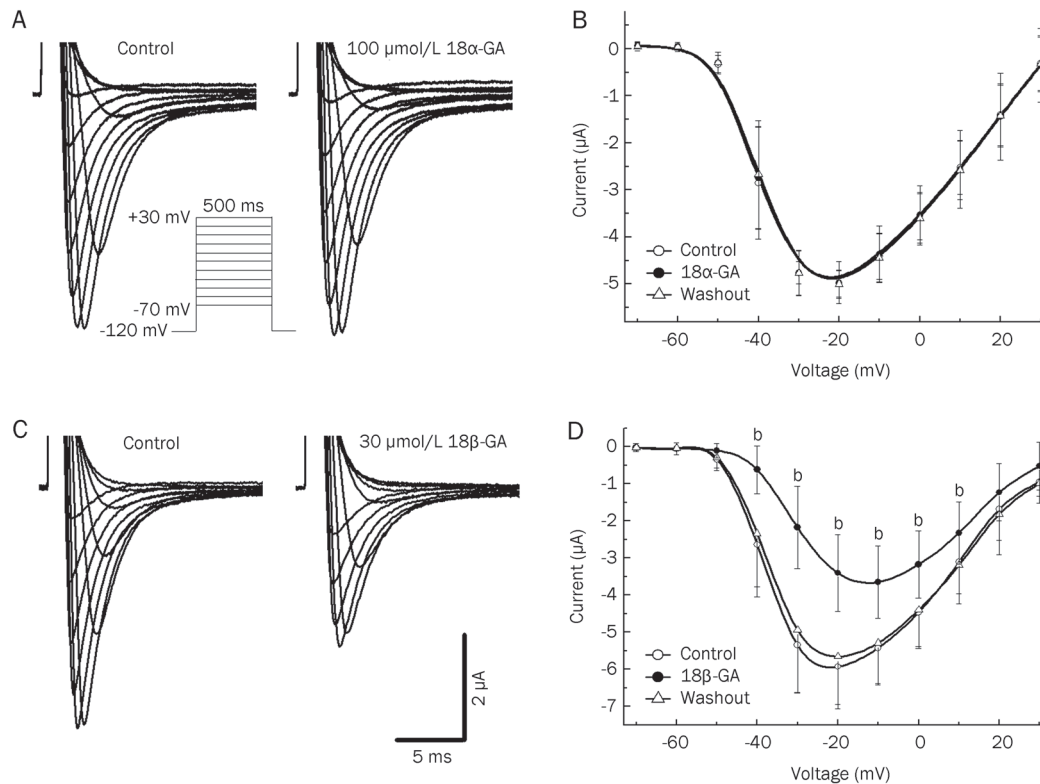 A
Control
100 µmol/L 18α-GA
500 ms
+30 mV
-70 mV
-120 mV
B
0
-1
-2
-3
-4
-5
Current (µA)
Control
18α-GA
Washout
-60
-40
-20
0
20
Voltage (mV)
C
Control
30 µmol/L 18β-GA
2 µA
5 ms
D
0
-1
-2
-3
-4
-5
-6
-7
Current (µA)
b
b
b
b
b
b
Control
18β-GA
Washout
-60
-40
-20
0
20
Voltage (mV)